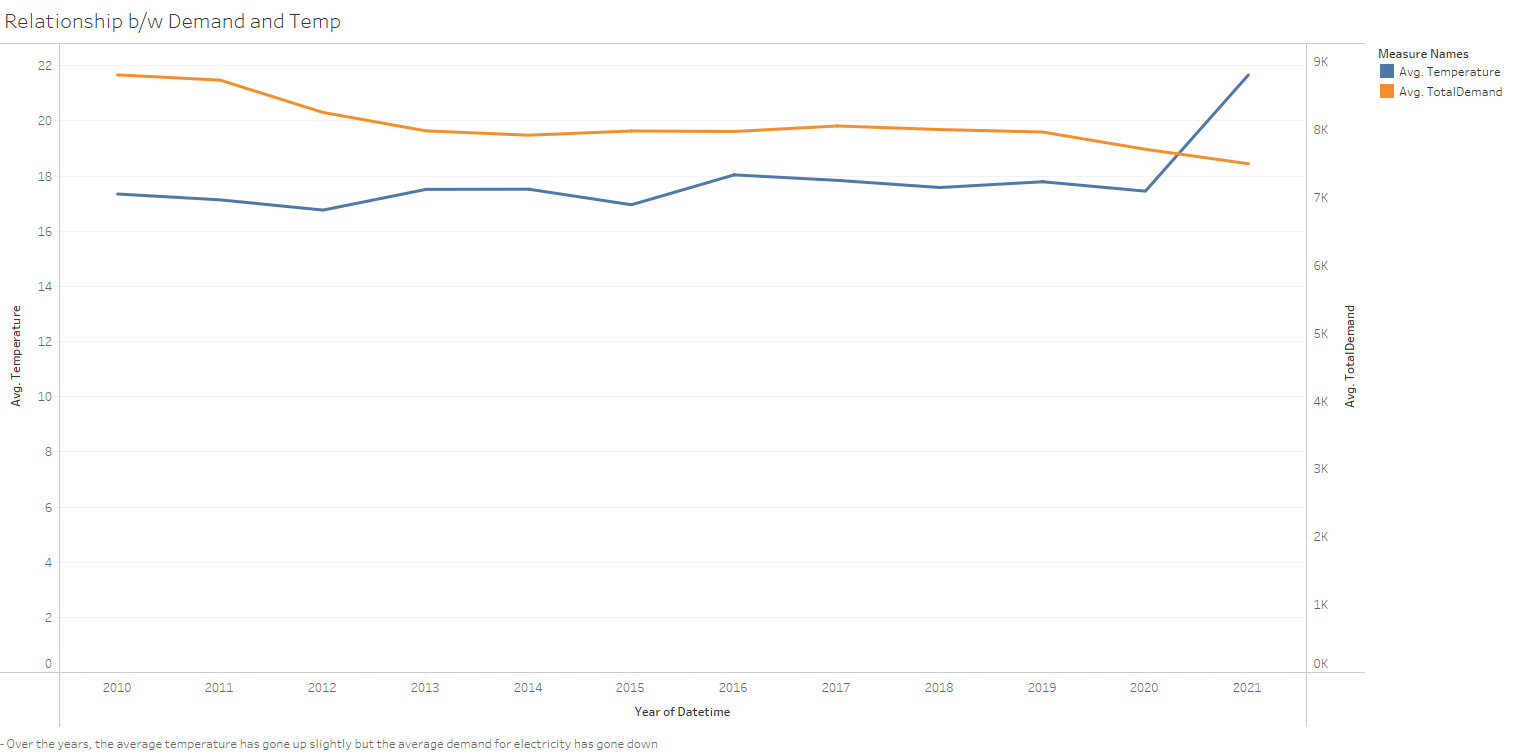 Relationship b/w Demand and Temp
Measure Names
Avg. Temperature
Avg. TotalDemand
22
20
18
16
14
12
10
8
6
4
2
0
Avg. Temperature
9K
8K
7K
6K
5K
4K
3K
2K
1K
0K
Avg. TotalDemand
2010 2011 2012 2013 2014 2015 2016 2017 2018 2019 2020 2021
Year of Datetime
- Over the years, the average temperature has gone up slightly but the average demand for electricity has gone down